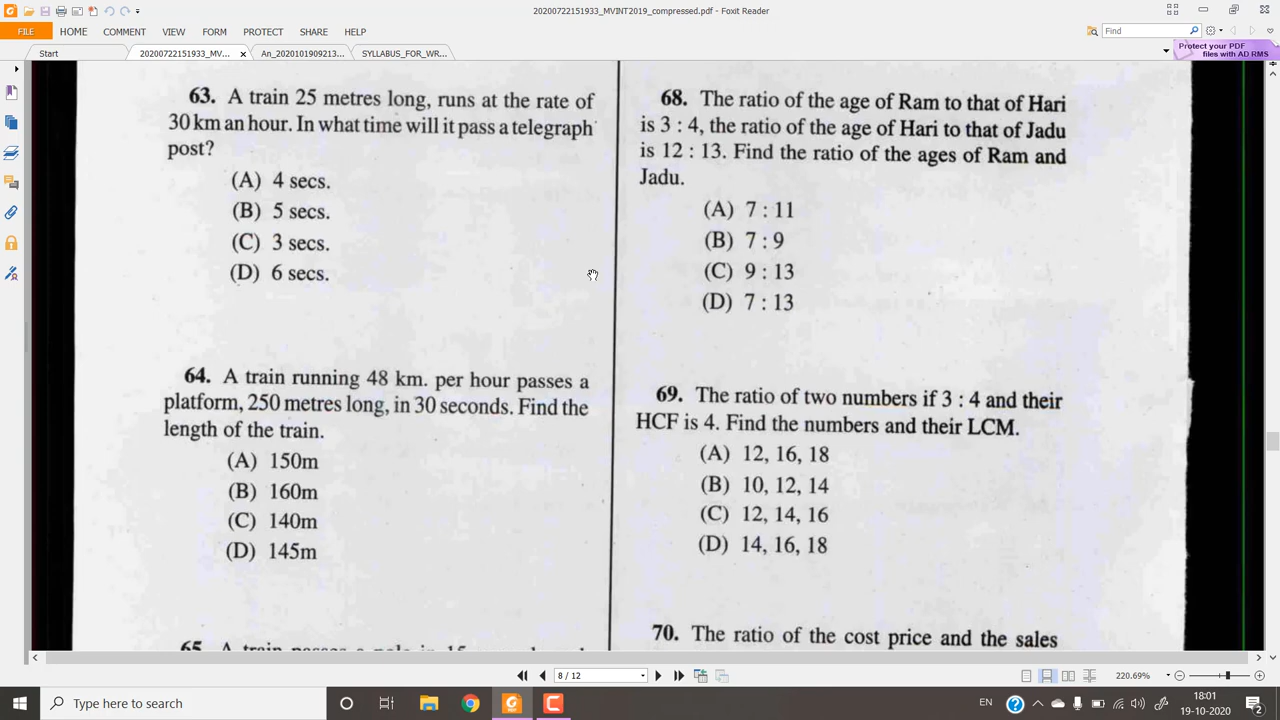 20200722151933_MVINT2019_compressed.pdf - Foxit Reader
FILE HOME COMMENT VIEW FORM PROTECT SHARE HELP
Find
Start 20200722151933_MV... An_2020101909213... SYLLABUS_FOR_WR...
Protect your PDF
files with AD RMS
63. A train 25 metres long, runs at the rate of
30 km an hour. In what time will it pass a telegraph
post?
(A) 4 secs.
(B) 5 secs.
(C) 3 secs.
(D) 6 secs.
64. A train running 48 km. per hour passes a
platform, 250 metres long, in 30 seconds. Find the
length of the train.
(A) 150m
(B) 160m
(C) 140m
(D) 145m
68. The ratio of the age of Ram to that of Hari
is 3 : 4, the ratio of the age of Hari to that of Jadu
is 12 : 13. Find the ratio of the ages of Ram and
Jadu.
(A) 7 : 11
(B) 7 : 9
(C) 9 : 13
(D) 7 : 13
69. The ratio of two numbers if 3 : 4 and their
HCF is 4. Find the numbers and their LCM.
(A) 12, 16, 18
(B) 10, 12, 14
(C) 12, 14, 16
(D) 14, 16, 18
70. The ratio of the cost price and the sales
8 / 12
220.69%
Type here to search
EN
18:01
19-10-2020
2